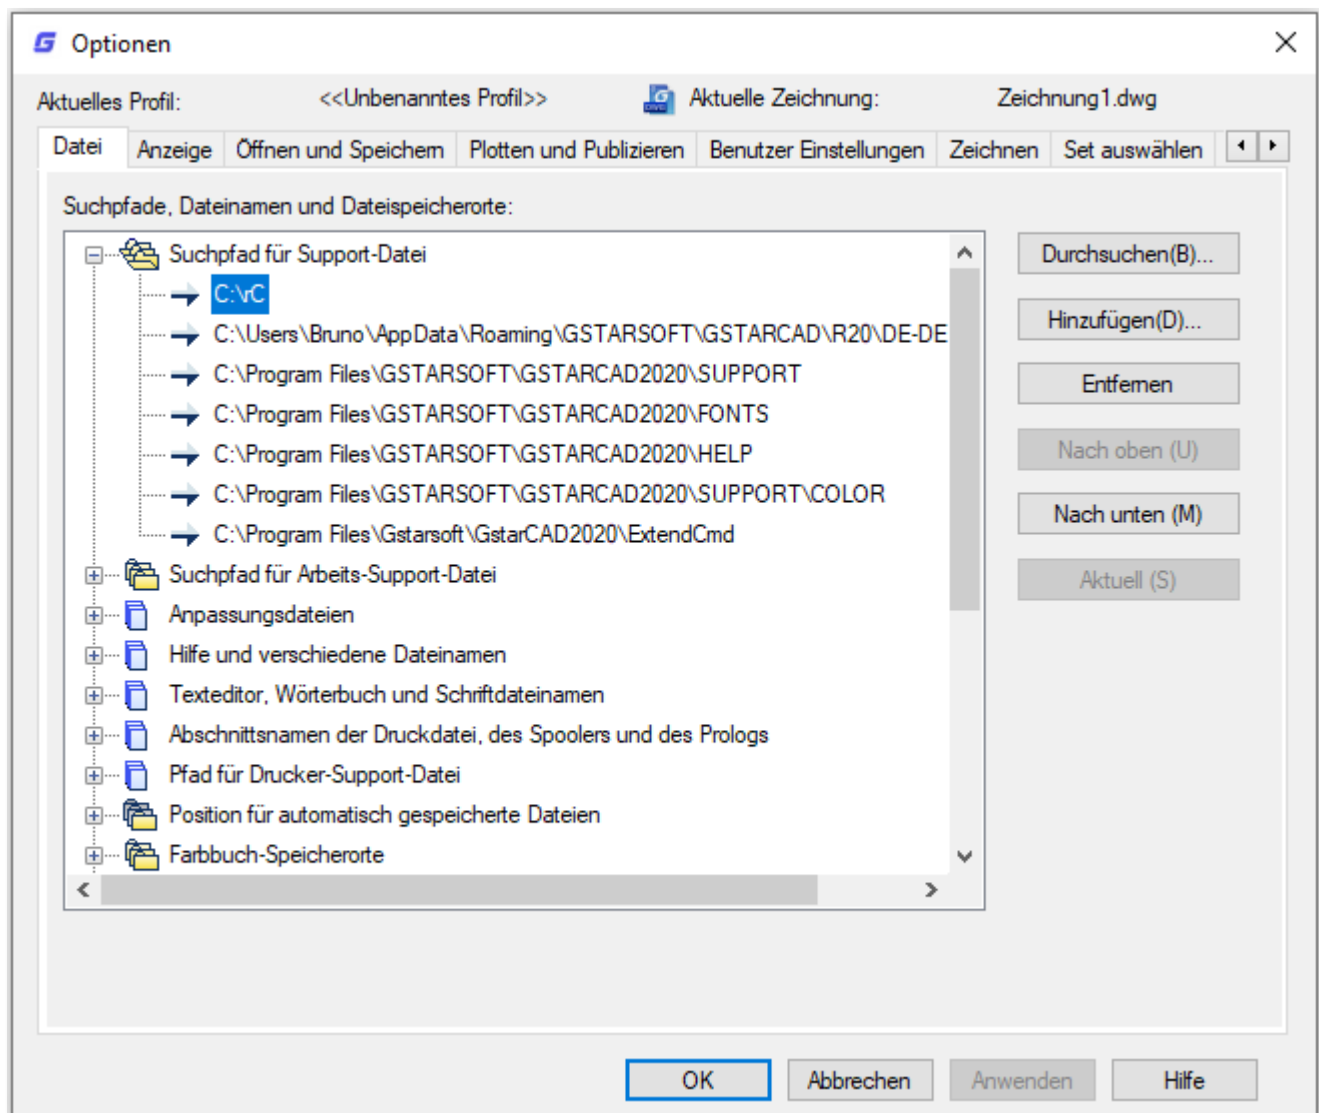 Optionen
Aktuelles Profil: <<Unbenanntes Profil>> Aktuelle Zeichnung: Zeichnung1.dwg
Datei Anzeige Öffnen und Speichern Plotten und Publizieren Benutzer Einstellungen Zeichnen Set auswählen
Suchpfade, Dateinamen und Dateispeicherorte:
Suchpfad für Support-Datei
C:\rC
C:\Users\Bruno\AppData\Roaming\GSTARSOFT\GSTARCAD\R20\DE-DE
C:\Program Files\GSTARSOFT\GSTARCAD2020\SUPPORT
C:\Program Files\GSTARSOFT\GSTARCAD2020\FONTS
C:\Program Files\GSTARSOFT\GSTARCAD2020\HELP
C:\Program Files\GSTARSOFT\GSTARCAD2020\SUPPORT\COLOR
C:\Program Files\Gstarsoft\GstarCAD2020\ExtendCmd
Suchpfad für Arbeits-Support-Datei
Anpassungsdateien
Hilfe und verschiedene Dateinamen
Texteditor, Wörterbuch und Schriftdateinamen
Abschnittsnamen der Druckdatei, des Spoolers und des Prologs
Pfad für Drucker-Support-Datei
Position für automatisch gespeicherte Dateien
Farbbuch-Speicherorte
Durchsuchen(B)...
Hinzufügen(D)...
Entfernen
Nach oben (U)
Nach unten (M)
Aktuell (S)
OK Abbrechen Anwenden Hilfe